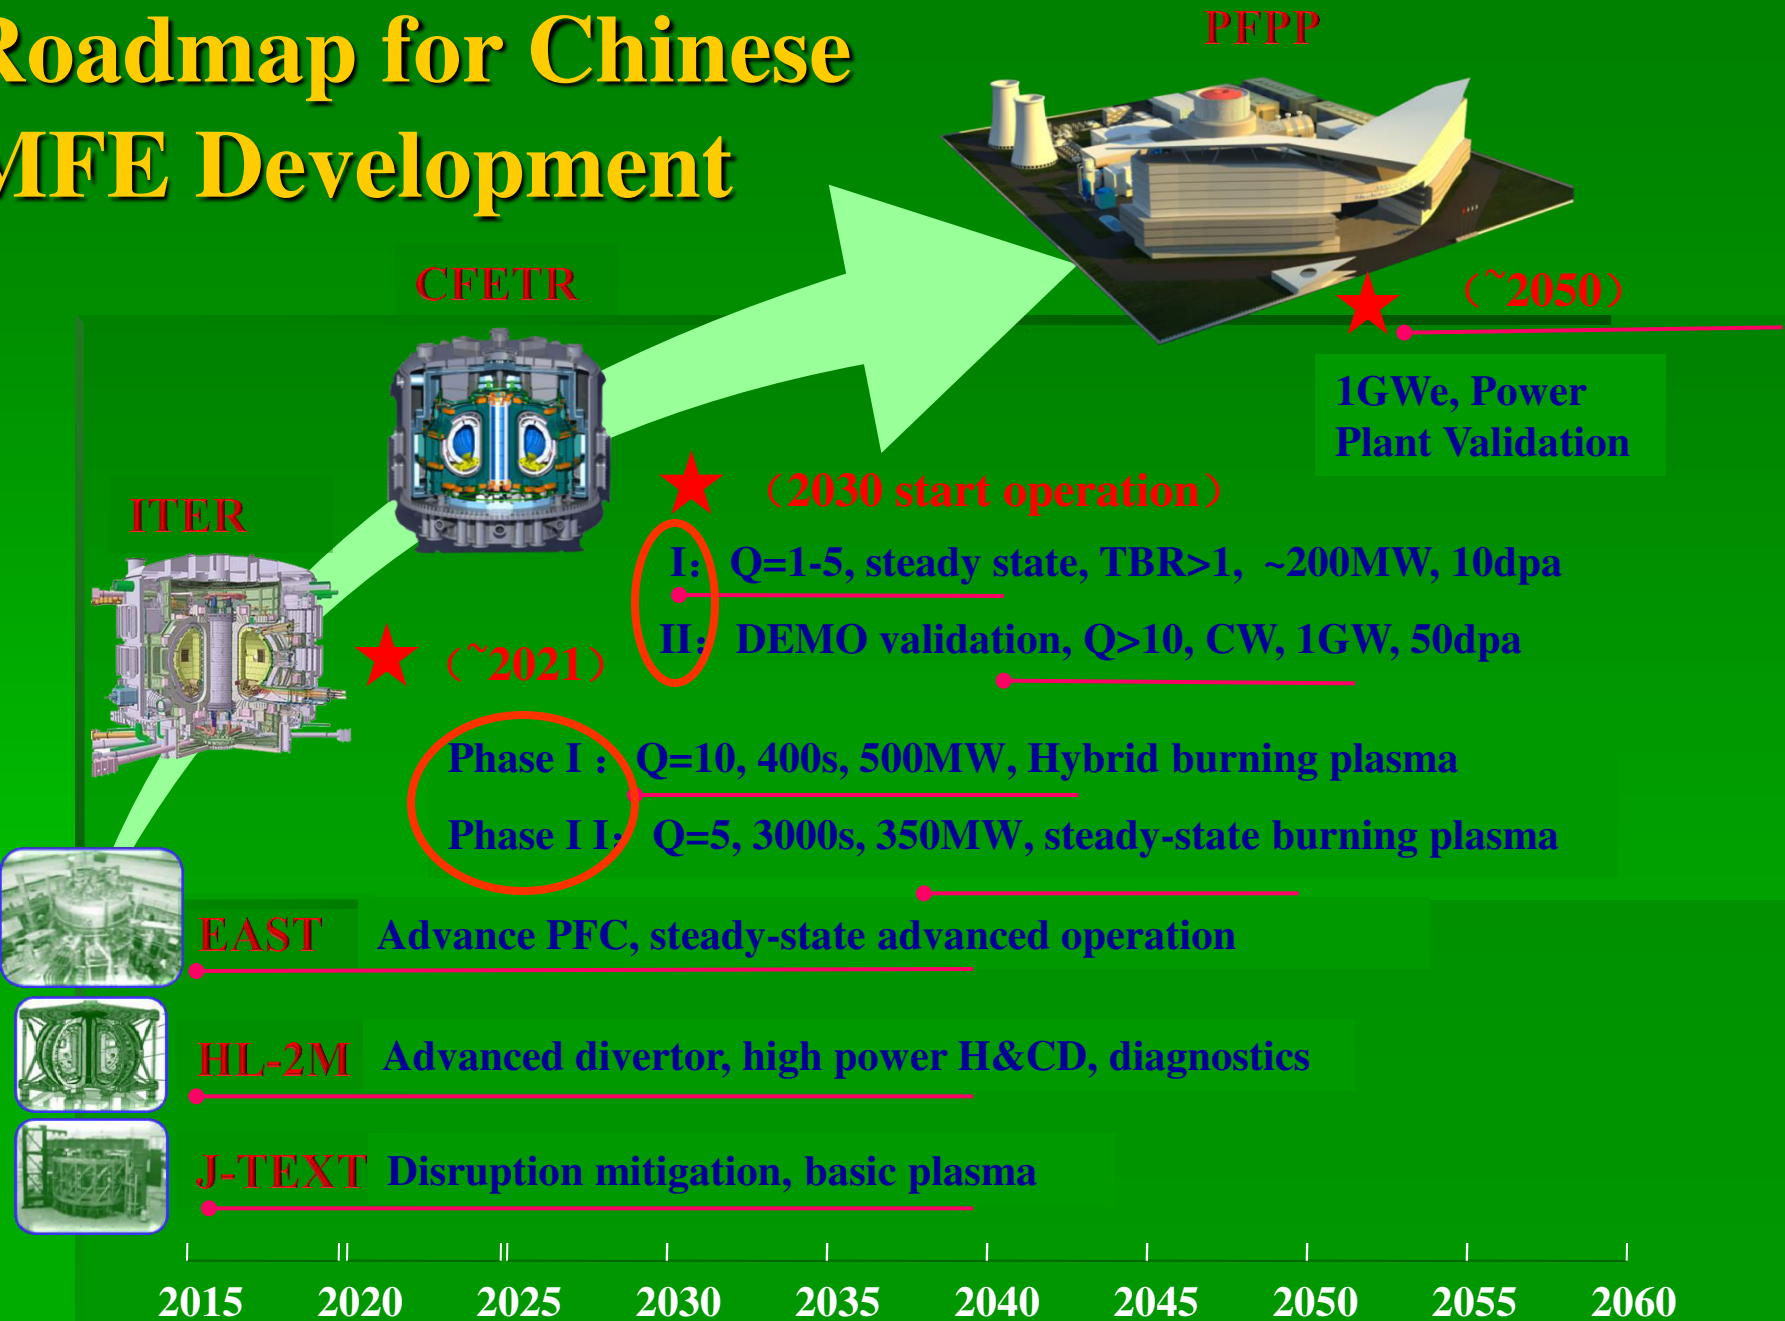 Roadmap for Chinese
MFE Development
PFPP
CFETR
(~2050)
1GWe, Power
Plant Validation
(2030 start operation)
ITER
I: Q=1-5, steady state, TBR>1, ~200MW, 10dpa
II: DEMO validation, Q>10, CW, 1GW, 50dpa
(~2021)
Phase I : Q=10, 400s, 500MW, Hybrid burning plasma
Phase I I: Q=5, 3000s, 350MW, steady-state burning plasma
EAST Advance PFC, steady-state advanced operation
HL-2M Advanced divertor, high power H&CD, diagnostics
J-TEXT Disruption mitigation, basic plasma
2015 2020 2025 2030 2035 2040 2045 2050 2055 2060